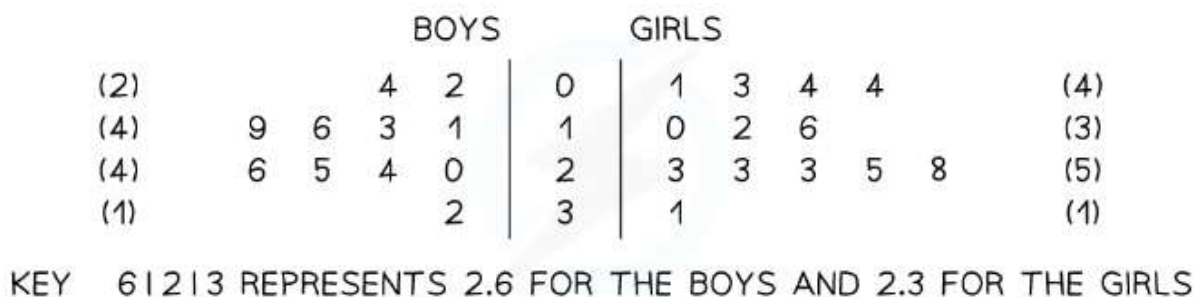 BOYS GIRLS
(2) 4 2 | 0 | 1 3 4 4 (4)
(4) 9 6 3 1 | 1 | 0 2 6 (3)
(4) 6 5 4 0 | 2 | 3 3 3 5 8 (5)
(1) 2 | 3 | 1 (1)
KEY 6|2|3 REPRESENTS 2.6 FOR THE BOYS AND 2.3 FOR THE GIRLS